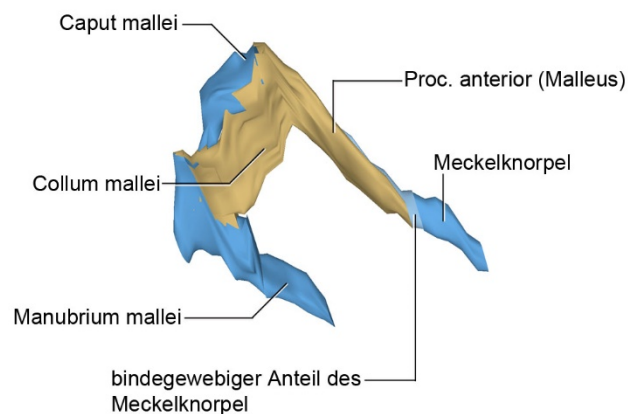 Caput mallei
Proc. anterior (Malleus)
Meckelknorpel
Collum mallei
Manubrium mallei
bindegewebiger Anteil des
Meckelknorpel